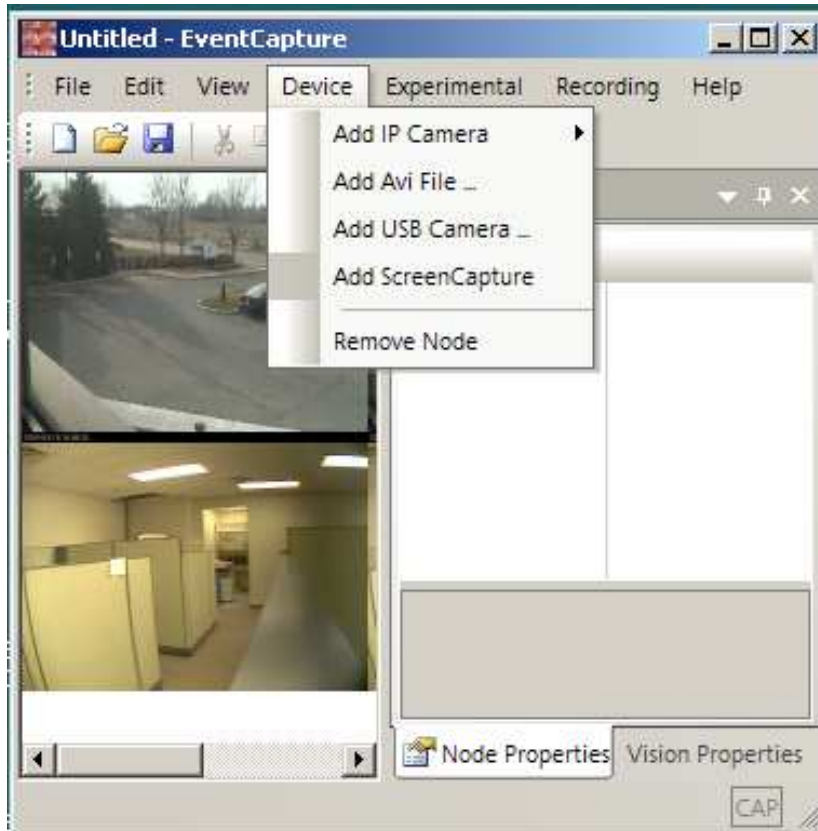 Untitled - EventCapture
File Edit View Device Experimental Recording Help
Add IP Camera
Add Avi File ...
Add USB Camera ...
Add ScreenCapture
Remove Node
Node Properties Vision Properties
CAP